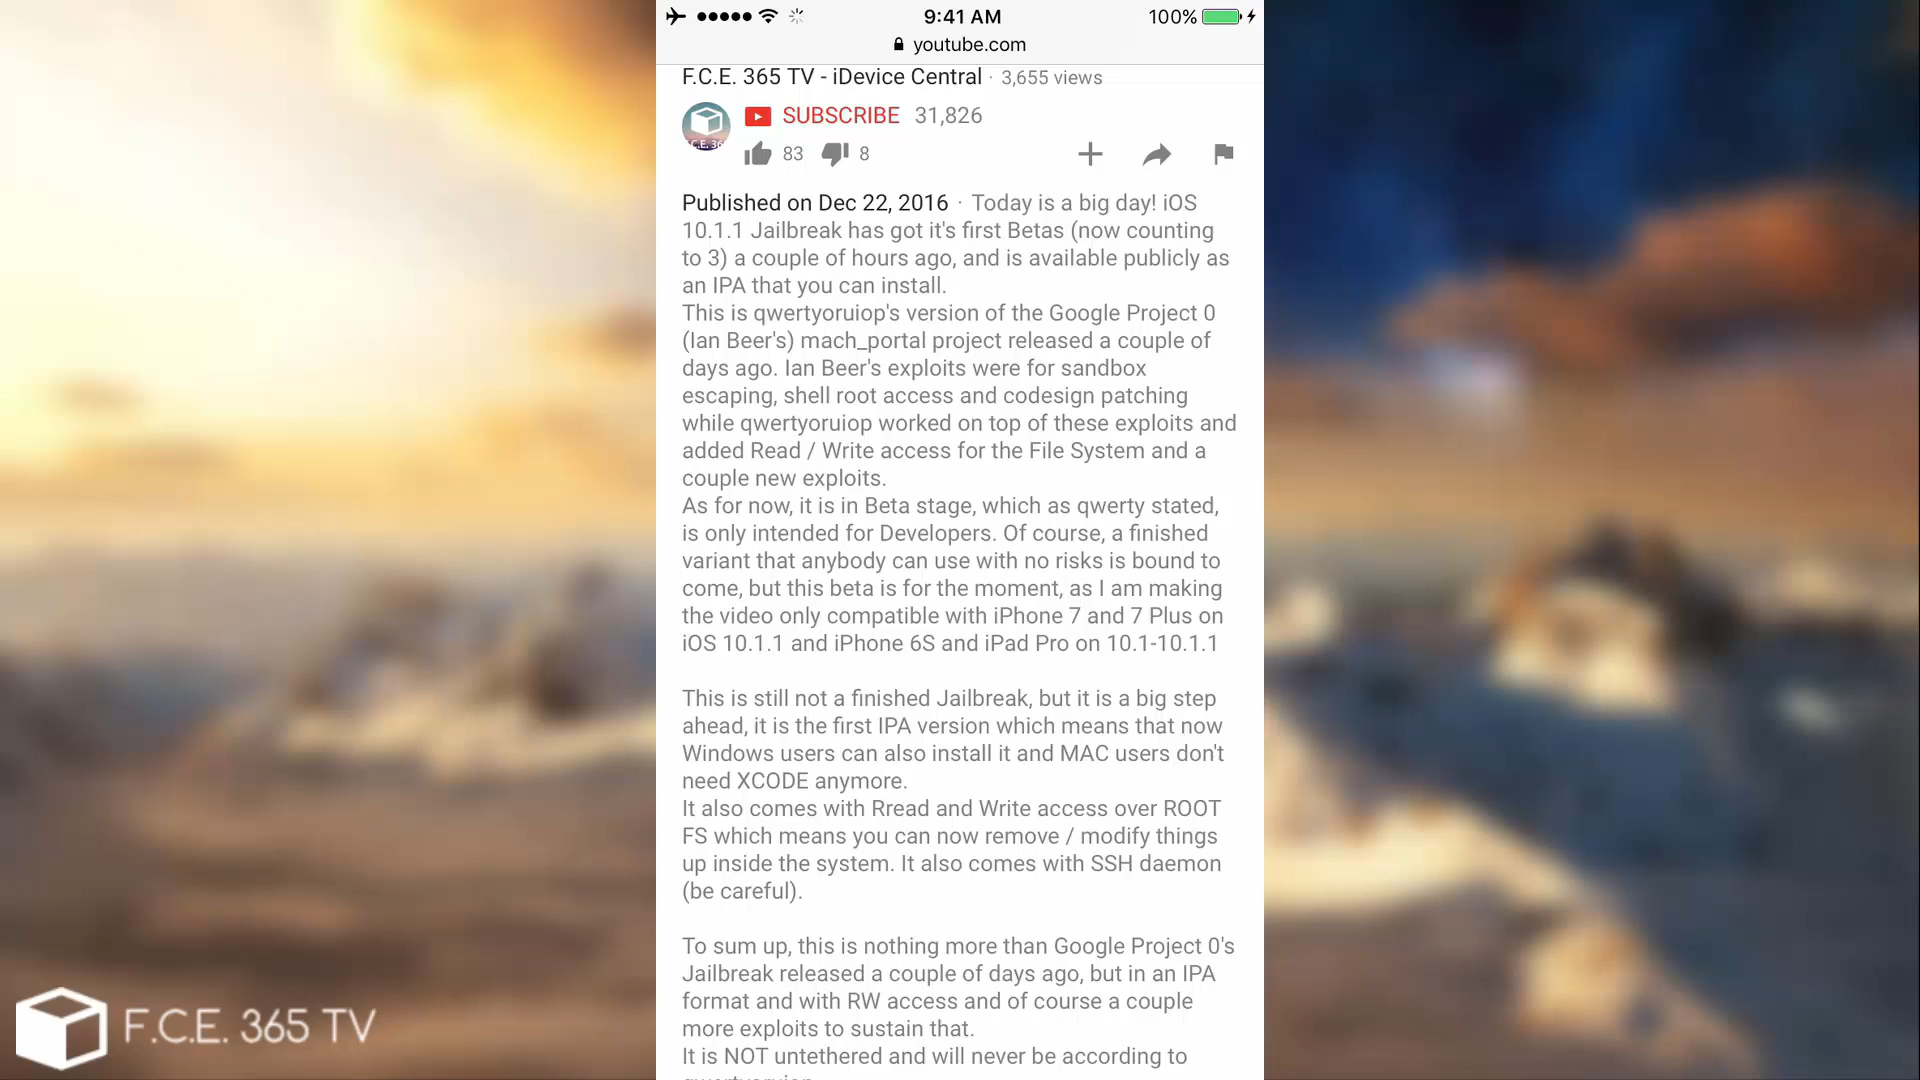 9:41 AM
100%
youtube.com
F.C.E. 365 TV - iDevice Central · 3,655 views
SUBSCRIBE 31,826
83 8
Published on Dec 22, 2016 · Today is a big day! iOS
10.1.1 Jailbreak has got it's first Betas (now counting
to 3) a couple of hours ago, and is available publicly as
an IPA that you can install.
This is qwertyoruiop's version of the Google Project 0
(Ian Beer's) mach_portal project released a couple of
days ago. Ian Beer's exploits were for sandbox
escaping, shell root access and codesign patching
while qwertyoruiop worked on top of these exploits and
added Read / Write access for the File System and a
couple new exploits.
As for now, it is in Beta stage, which as qwerty stated,
is only intended for Developers. Of course, a finished
variant that anybody can use with no risks is bound to
come, but this beta is for the moment, as I am making
the video only compatible with iPhone 7 and 7 Plus on
iOS 10.1.1 and iPhone 6S and iPad Pro on 10.1-10.1.1
This is still not a finished Jailbreak, but it is a big step
ahead, it is the first IPA version which means that now
Windows users can also install it and MAC users don't
need XCODE anymore.
It also comes with Rread and Write access over ROOT
FS which means you can now remove / modify things
up inside the system. It also comes with SSH daemon
(be careful).
To sum up, this is nothing more than Google Project 0's
Jailbreak released a couple of days ago, but in an IPA
format and with RW access and of course a couple
more exploits to sustain that.
It is NOT untethered and will never be according to
F.C.E. 365 TV